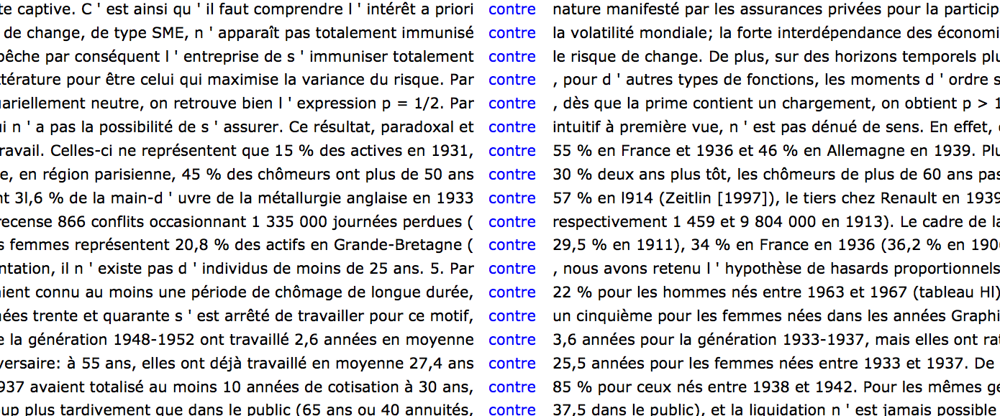 te captive. C ' est ainsi qu ' il faut comprendre l ' intérêt a priori contre nature manifesté par les assurances privées pour la particip
de change, de type SME, n ' apparaît pas totalement immunisé contre la volatilité mondiale; la forte interdépendance des économi
pêche par conséquent l ' entreprise de s ' immuniser totalement contre le risque de change. De plus, sur des horizons temporels plu
ttérature pour être celui qui maximise la variance du risque. Par contre , pour d ' autres types de fonctions, les moments d ' ordre s
uariellement neutre, on retrouve bien l ' expression p = 1/2. Par contre , dès que la prime contient un chargement, on obtient p > 1
ui n ' a pas la possibilité de s ' assurer. Ce résultat, paradoxal et contre intuitif à première vue, n ' est pas dénué de sens. En effet,
ravail. Celles-ci ne représentent que 15 % des actives en 1931, contre 55 % en France et 1936 et 46 % en Allemagne en 1939. Plu
e, en région parisienne, 45 % des chômeurs ont plus de 50 ans contre 30 % deux ans plus tôt, les chômeurs de plus de 60 ans pas
nt 3l,6 % de la main-d ' uvre de la métallurgie anglaise en 1933 contre 57 % en l914 (Zeitlin [1997]), le tiers chez Renault en 1939
recense 866 conflits occasionnant 1 335 000 journées perdues ( contre respectivement 1 459 et 9 804 000 en 1913). Le cadre de la
s femmes représentent 20,8 % des actifs en Grande-Bretagne ( contre 29,5 % en 1911), 34 % en France en 1936 (36,2 % en 190
ntation, il n ' existe pas d ' individus de moins de 25 ans. 5. Par contre , nous avons retenu l ' hypothèse de hasards proportionnels
aient connu au moins une période de chômage de longue durée, contre 22 % pour les hommes nés entre 1963 et 1967 (tableau Hl)
nées trente et quarante s ' est arrêté de travailler pour ce motif, contre un cinquième pour les femmes nées dans les années Graphi
e la génération 1948-1952 ont travaillé 2,6 années en moyenne contre 3,6 années pour la génération 1933-1937, mais elles ont rat
versaire: à 55 ans, elles ont déjà travaillé en moyenne 27,4 ans contre 25,5 années pour les femmes nées entre 1933 et 1937. De
937 avaient totalisé au moins 10 années de cotisation à 30 ans, contre 85 % pour ceux nés entre 1938 et 1942. Pour les mêmes gé
oup plus tardivement que dans le public (65 ans ou 40 annuités, contre 37,5 dans le public), et la liquidation n ' est jamais possible